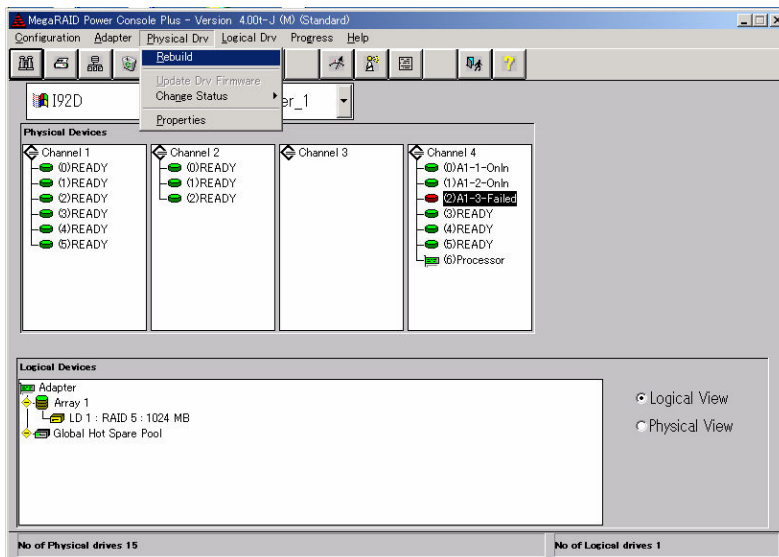 MegaRAID Power Console Plus - Version 4.00t-J (M) (Standard)
Configuration Adapter Physical Drv Logical Drv Progress Help
Rebuild
Update Drv Firmware
Change Status
Properties
I92D
er_1
Physical Devices
Channel 1
(0)READY
(1)READY
(2)READY
(3)READY
(4)READY
(5)READY
Channel 2
(0)READY
(1)READY
(2)READY
Channel 3
Channel 4
(0)A1-1-Onln
(1)A1-2-Onln
(2)A1-3-Failed
(3)READY
(4)READY
(5)READY
(6)Processor
Logical Devices
Adapter
Array 1
LD 1 : RAID 5 : 1024 MB
Global Hot Spare Pool
Logical View
Physical View
No of Physical drives 15
No of Logical drives 1